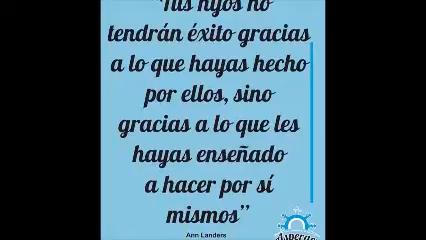 "Tus hijos no
tendrán éxito gracias
a lo que hayas hecho
por ellos, sino
gracias a lo que les
hayas enseñado
a hacer por sí
mismos"
Ann Landers